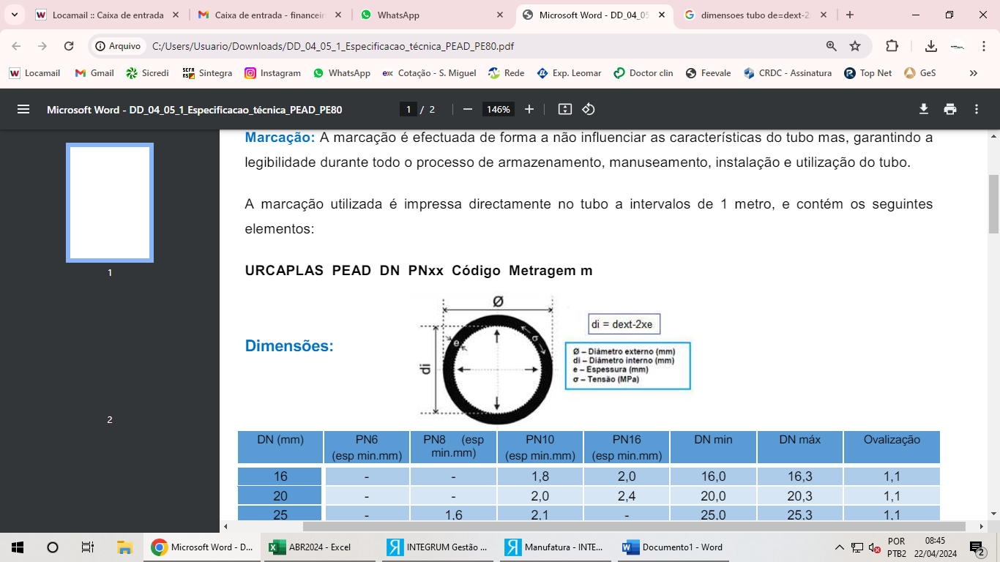 Locamail :: Caixa de entrada
Caixa de entrada - financeir
WhatsApp
Microsoft Word - DD_04_05
dimensoes tubo de=dext-2
Arquivo
C:/Users/Usuario/Downloads/DD_04_05_1_Especificacao_técnica_PEAD_PE80.pdf
Locamail
Gmail
Sicredi
SEFA RS
Sintegra
Instagram
WhatsApp
Cotação - S. Miguel
Rede
Exp. Leomar
Doctor clin
Feevale
CRDC - Assinatura
Top Net
GeS
Microsoft Word - DD_04_05_1_Especificacao_técnica_PEAD_PE80
1 / 2
146%
1
2
Marcação: A marcação é efectuada de forma a não influenciar as características do tubo mas, garantindo a
legibilidade durante todo o processo de armazenamento, manuseamento, instalação e utilização do tubo.
A marcação utilizada é impressa directamente no tubo a intervalos de 1 metro, e contém os seguintes
elementos:
URCAPLAS PEAD DN PNxx Código Metragem m
Dimensões:
Ø
e
σ
di
di = dext-2xe
Ø – Diâmetro externo (mm)
di – Diâmetro interno (mm)
e – Espessura (mm)
σ – Tensão (MPa)
DN (mm) PN6 (esp min.mm) PN8 (esp min.mm) PN10 (esp min.mm) PN16 (esp min.mm) DN min DN máx Ovalização
16 - - 1,8 2,0 16,0 16,3 1,1
20 - - 2,0 2,4 20,0 20,3 1,1
25 - 1,6 2,1 - 25,0 25,3 1,1
Microsoft Word - D...
ABR2024 - Excel
INTEGRUM Gestão ...
Manufatura - INTE...
Documento1 - Word
POR
PTB2
08:45
22/04/2024
2